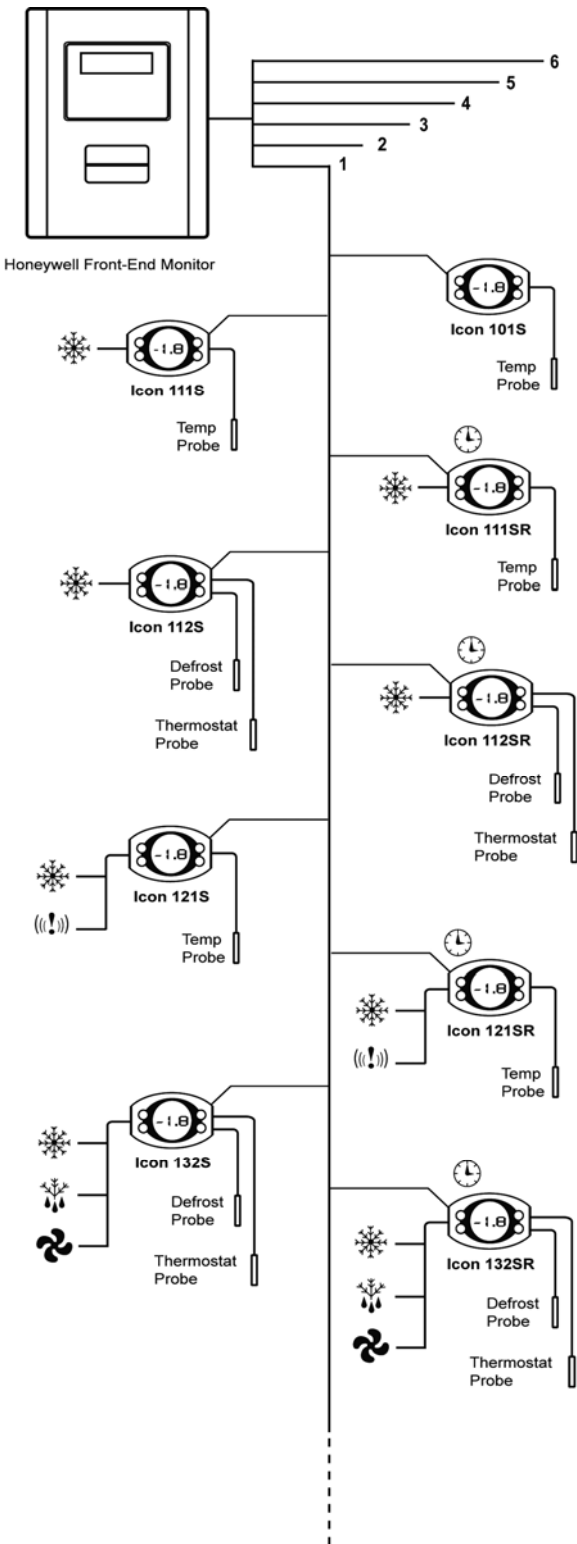 6
5
4
3
2
1
Honeywell Front-End Monitor
-1.8
Icon 101S
Temp
Probe
-1.8
Icon 111S
Temp
Probe
-1.8
Icon 111SR
Temp
Probe
-1.8
Icon 112S
Defrost
Probe
Thermostat
Probe
-1.8
Icon 112SR
Defrost
Probe
Thermostat
Probe
-1.8
Icon 121S
Temp
Probe
-1.8
Icon 121SR
Temp
Probe
-1.8
Icon 132S
Defrost
Probe
Thermostat
Probe
-1.8
Icon 132SR
Defrost
Probe
Thermostat
Probe